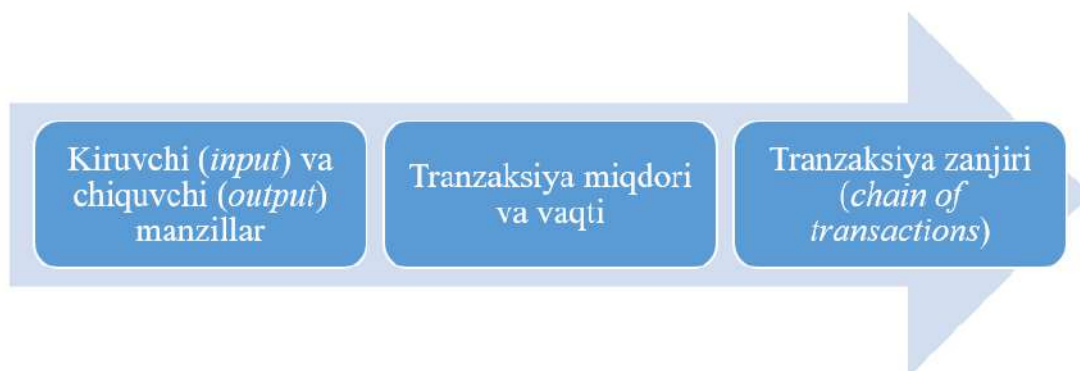 Kiruvchi (input) va
chiquvchi (output)
manzillar
Tranzaksiya miqdori
va vaqti
Tranzaksiya zanjiri
(chain of
transactions)